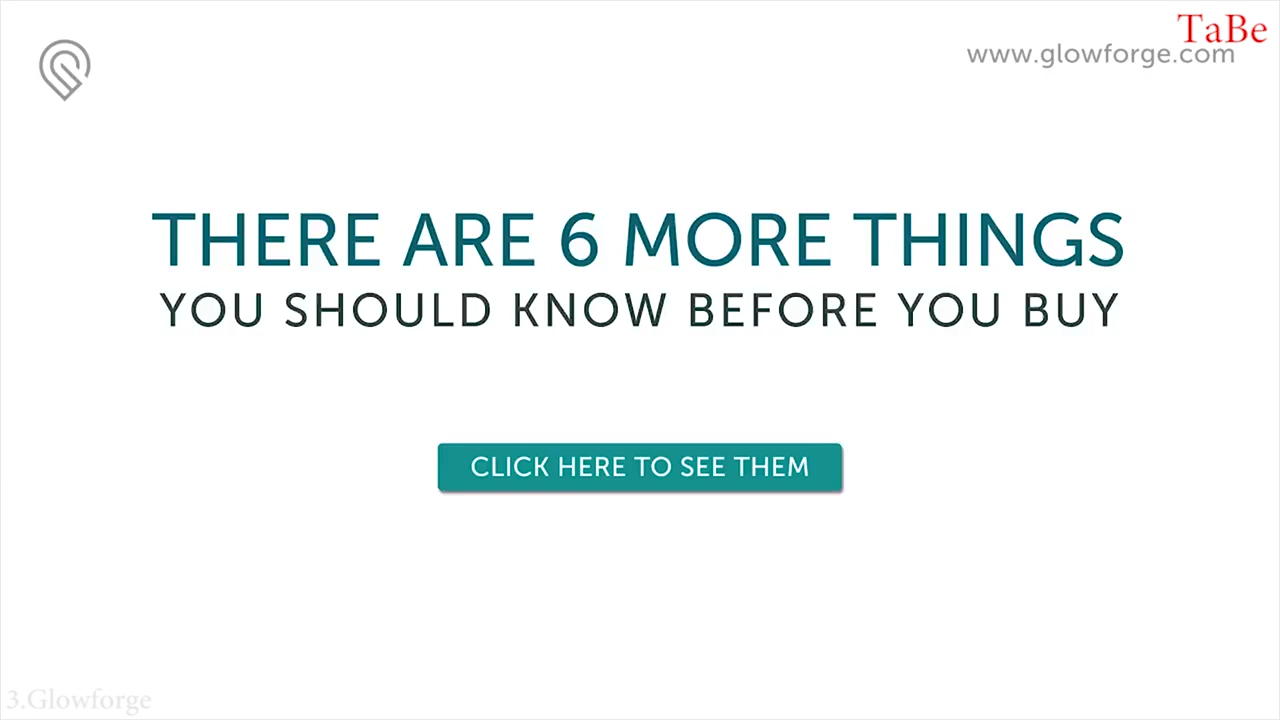 TaBe
www.glowforge.com
THERE ARE 6 MORE THINGS
YOU SHOULD KNOW BEFORE YOU BUY
CLICK HERE TO SEE THEM
3.Glowforge